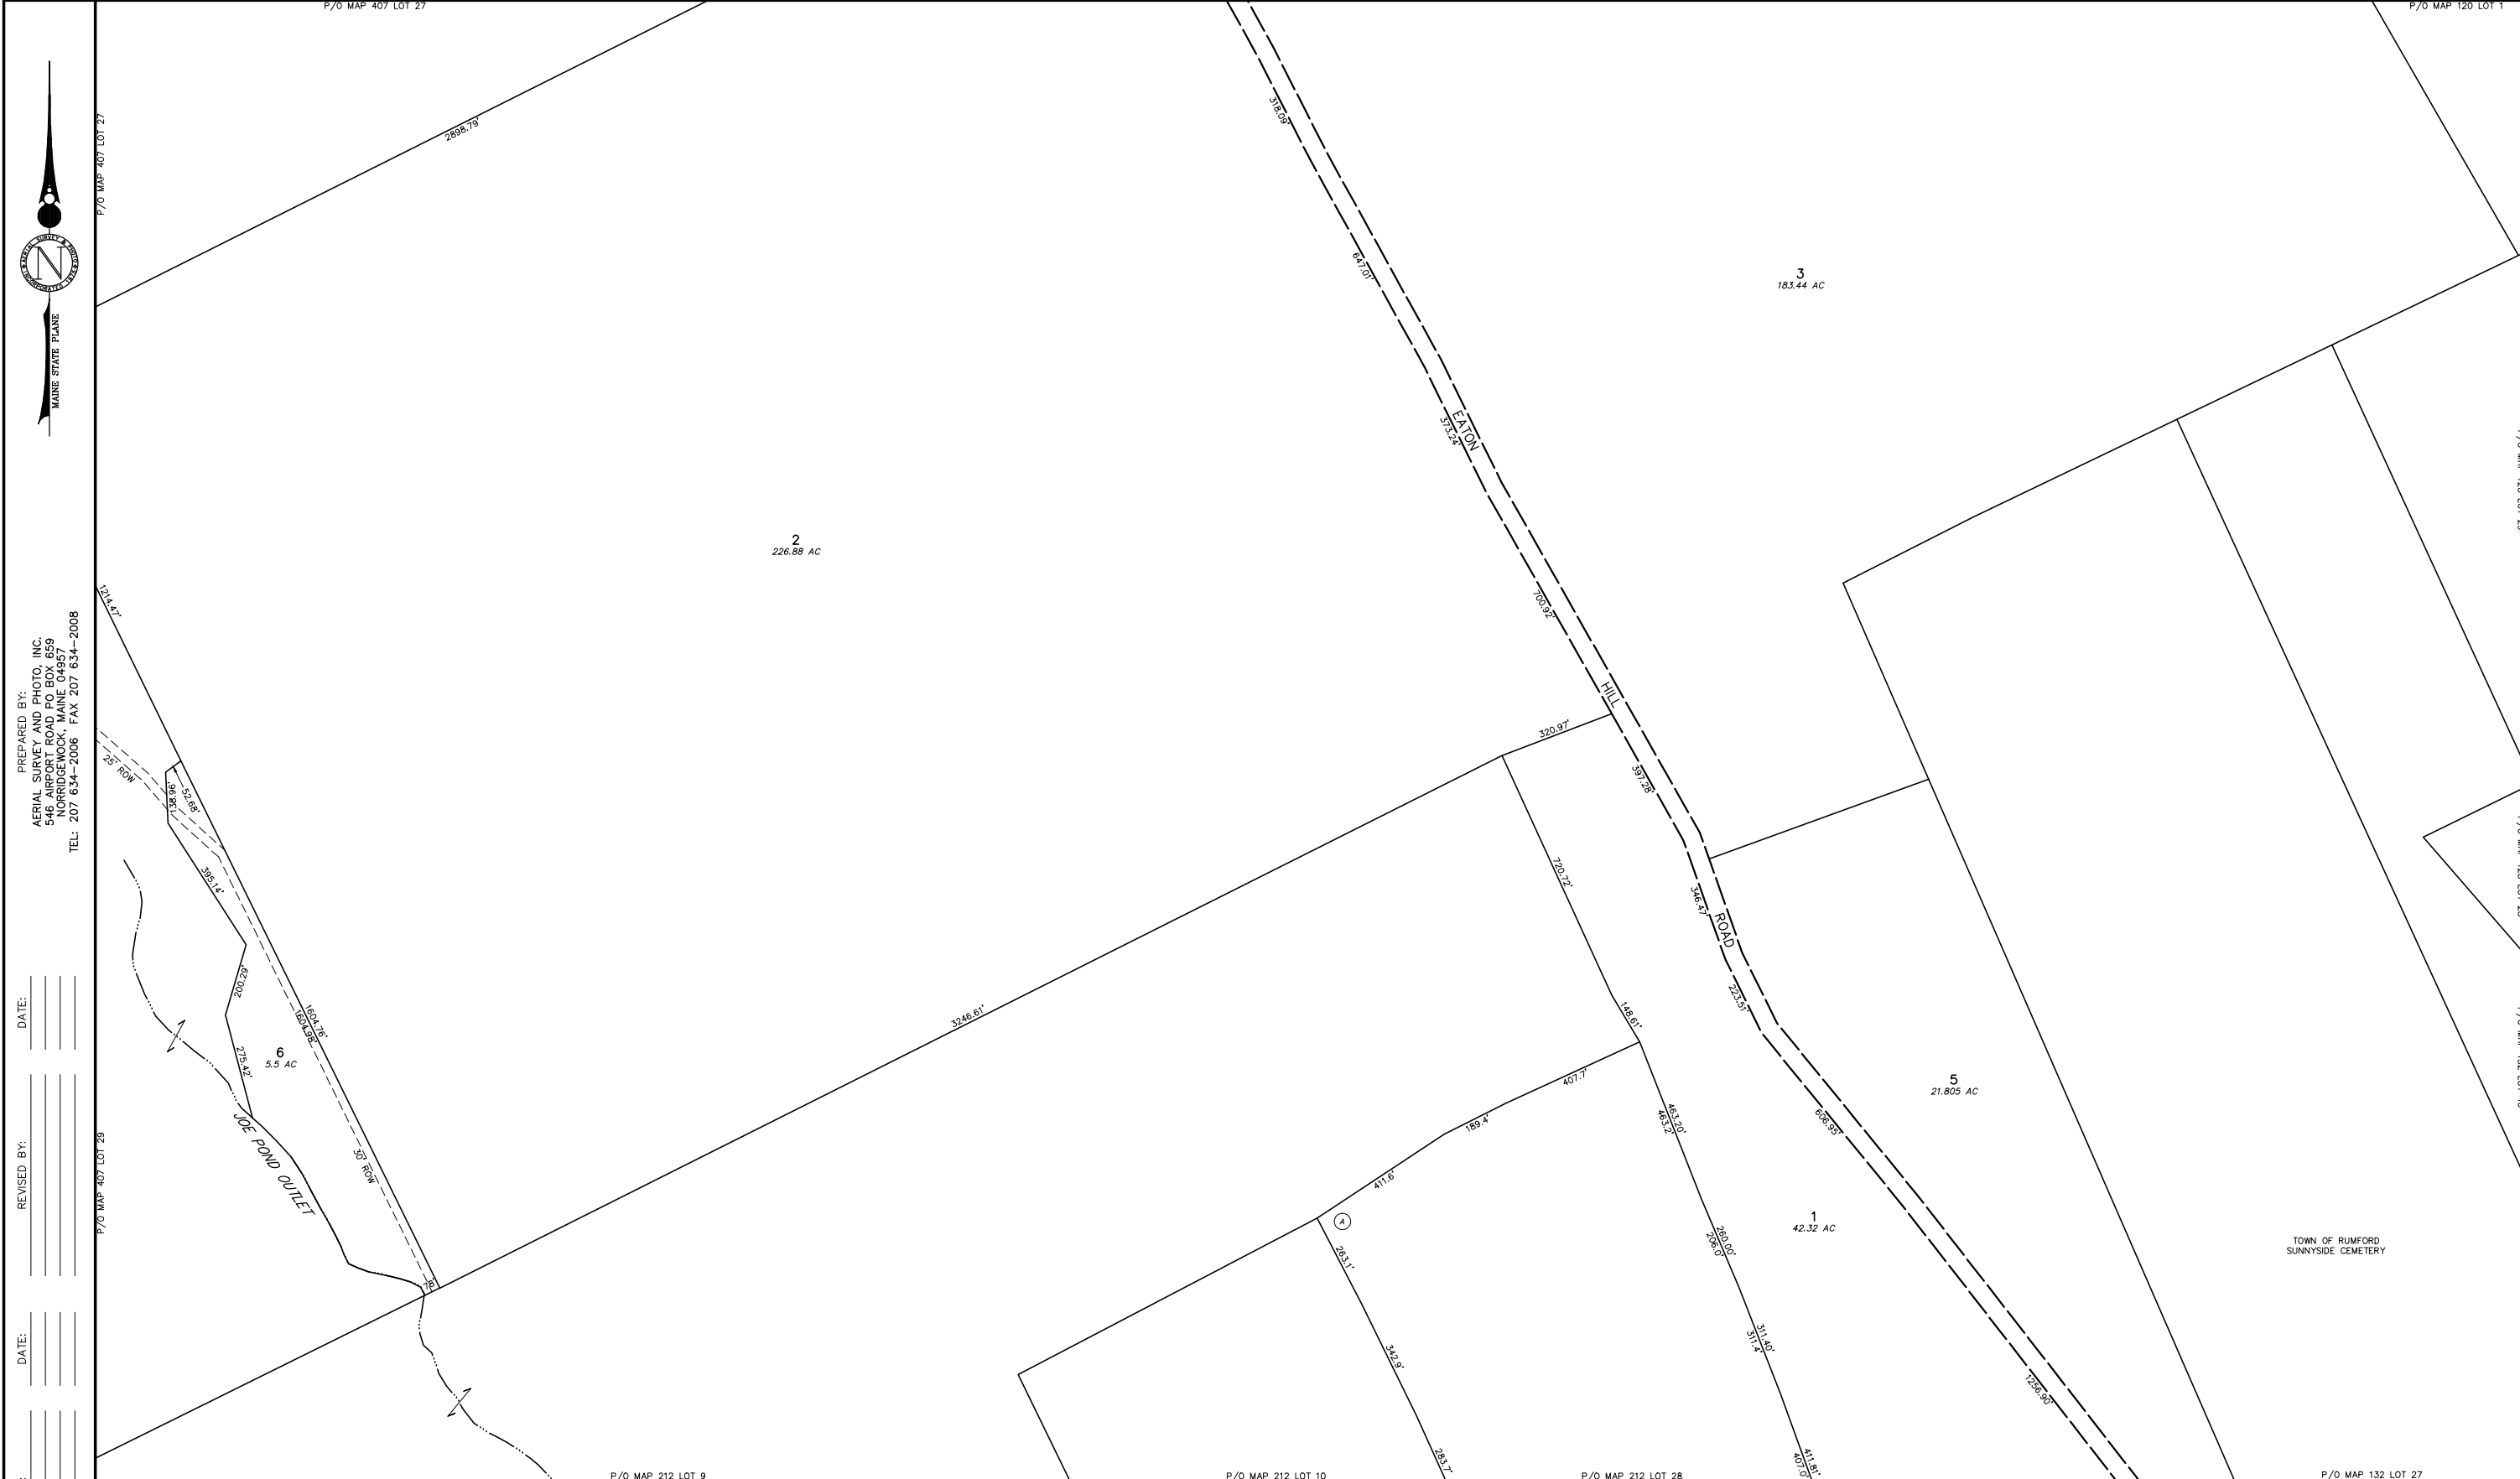 P/O MAP 407 LOT 27
P/O MAP 120 LOT 1
P/O MAP 407 LOT 27
AERIAL SURVEY & PHOTO
INCORPORATED 1975
N
MAINE STATE PLANE
2898.79'
318.09'
647.01'
3
183.44 AC
EATON
373.24'
2
226.88 AC
1214.47'
700.92'
HILL
320.97'
397.28'
PREPARED BY:
AERIAL SURVEY AND PHOTO, INC.
546 AIRPORT ROAD PO BOX 659
NORRIDGEWOCK, MAINE 04957
TEL: 207 634-2006 FAX 207 634-2008
25' ROW
138.96'
52.68'
395.14'
720.72'
346.47'
ROAD
200.29'
223.51'
1604.76'
1604.98'
3246.61'
148.61'
DATE:
6
5.5 AC
275.42'
407.7'
5
21.805 AC
189.4'
463.20'
463.2'
606.95'
JOE POND OUTLET
30' ROW
REVISED BY:
P/O MAP 407 LOT 29
411.6'
A
1
42.32 AC
260.00'
206.0'
263.1'
TOWN OF RUMFORD
SUNNYSIDE CEMETERY
78'
DATE:
342.9'
311.40'
311.4'
1256.90'
283.7'
411.81'
407.0'
P/O MAP 212 LOT 9
P/O MAP 212 LOT 10
P/O MAP 212 LOT 28
P/O MAP 132 LOT 27